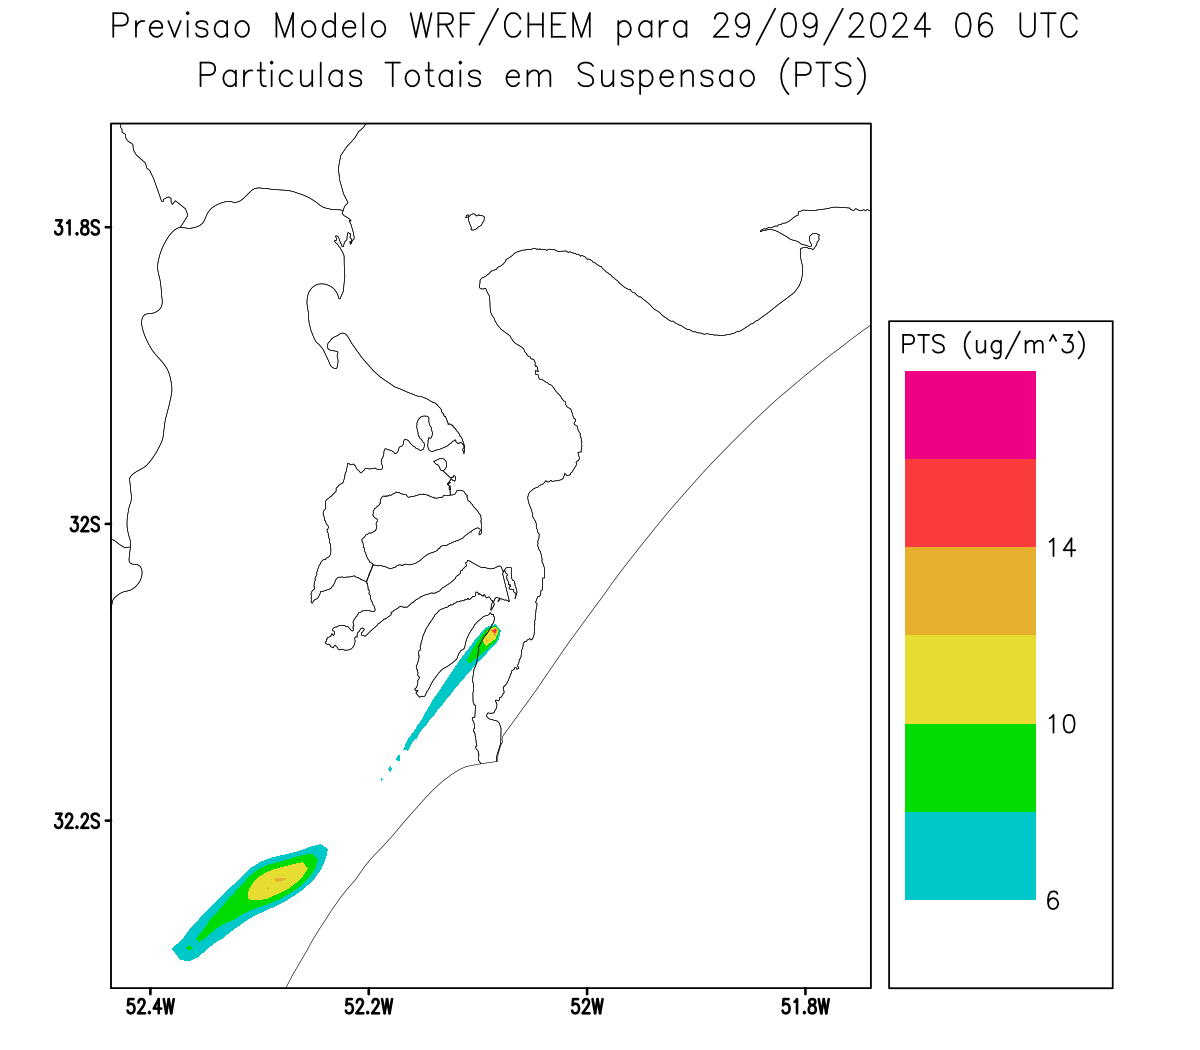 Previsao Modelo WRF/CHEM para 29/09/2024 06 UTC
Particulas Totais em Suspensao (PTS)
31.8S
32S
32.2S
52.4W
52.2W
52W
51.8W
PTS (ug/m^3)
14
10
6